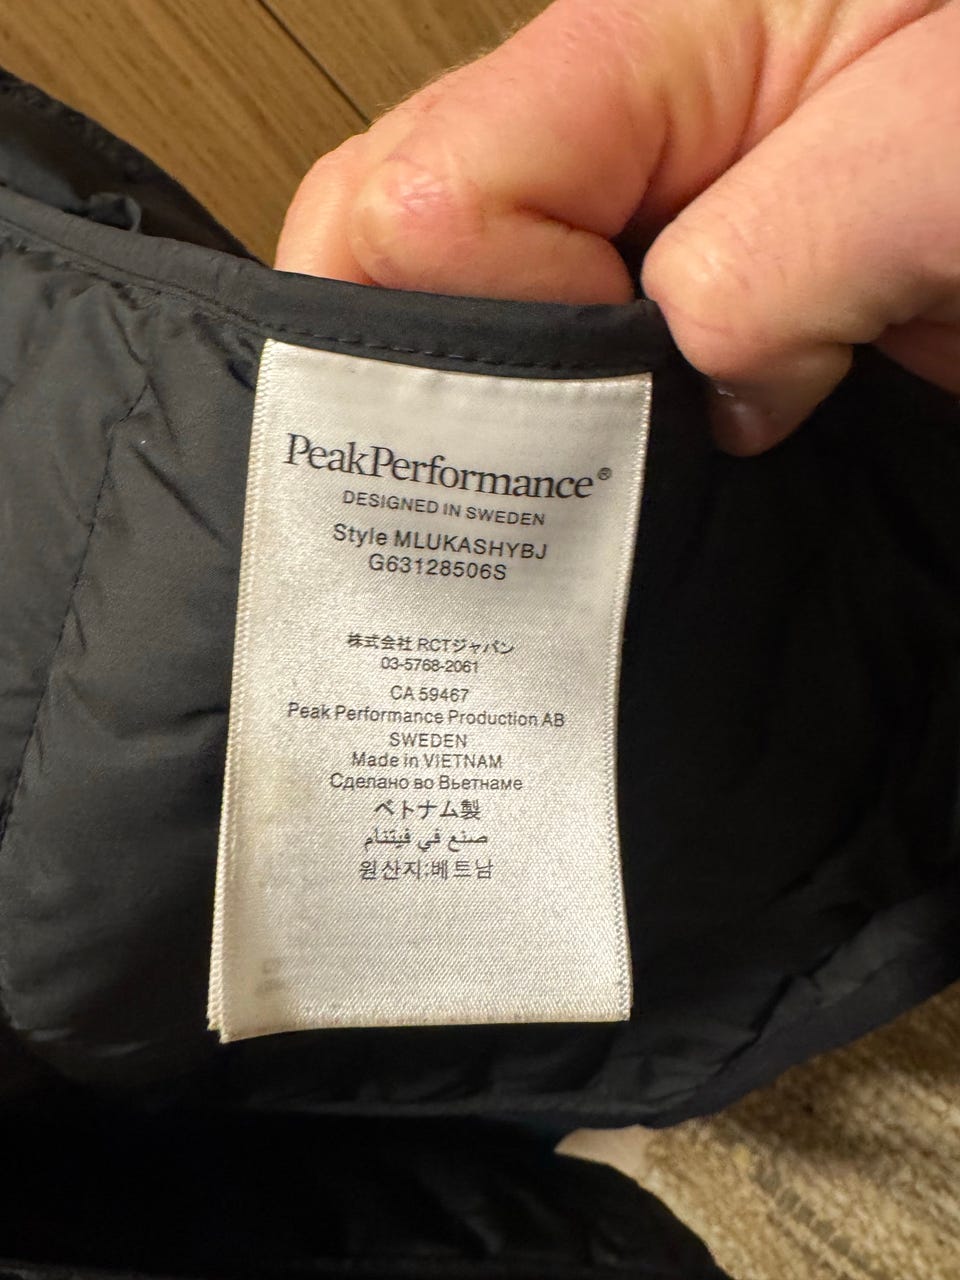 PeakPerformance®
DESIGNED IN SWEDEN
Style MLUKASHYBJ
G63128506S
株式会社 RCTジャパン
03-5768-2061
CA 59467
Peak Performance Production AB
SWEDEN
Made in VIETNAM
Сделано во Вьетнаме
ベトナム製
صنع في فيتنام
원산지:베트남